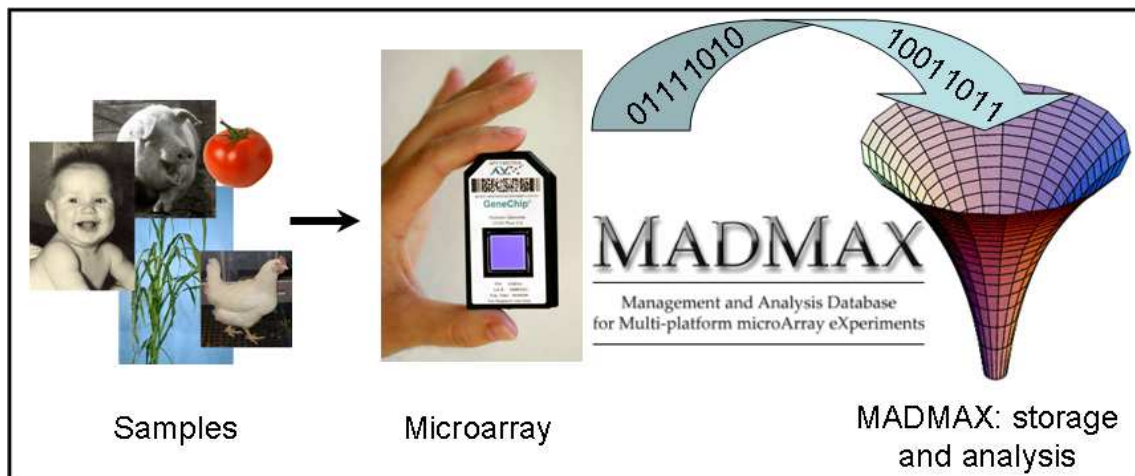 01111010
10011011
AFFYMETRIX
GeneChip®
MADMAX
Management and Analysis Database
for Multi-platform microArray eXperiments
Samples
Microarray
MADMAX: storage
and analysis